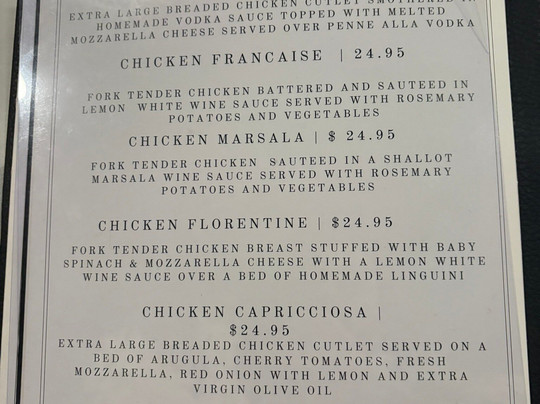 EXTRA LARGE BREADED CHICKEN CUTLET SMOTHERED IN
HOMEMADE VODKA SAUCE TOPPED WITH MELTED
MOZZARELLA CHEESE SERVED OVER PENNE ALLA VODKA
CHICKEN FRANCAISE | 24.95
FORK TENDER CHICKEN BATTERED AND SAUTEED IN
LEMON WHITE WINE SAUCE SERVED WITH ROSEMARY
POTATOES AND VEGETABLES
CHICKEN MARSALA | $ 24.95
FORK TENDER CHICKEN SAUTEED IN A SHALLOT
MARSALA WINE SAUCE SERVED WITH ROSEMARY
POTATOES AND VEGETABLES
CHICKEN FLORENTINE | $24.95
FORK TENDER CHICKEN BREAST STUFFED WITH BABY
SPINACH & MOZZARELLA CHEESE WITH A LEMON WHITE
WINE SAUCE OVER A BED OF HOMEMADE LINGUINI
CHICKEN CAPRICCIOSA |
$24.95
EXTRA LARGE BREADED CHICKEN CUTLET SERVED ON A
BED OF ARUGULA, CHERRY TOMATOES, FRESH
MOZZARELLA, RED ONION WITH LEMON AND EXTRA
VIRGIN OLIVE OIL